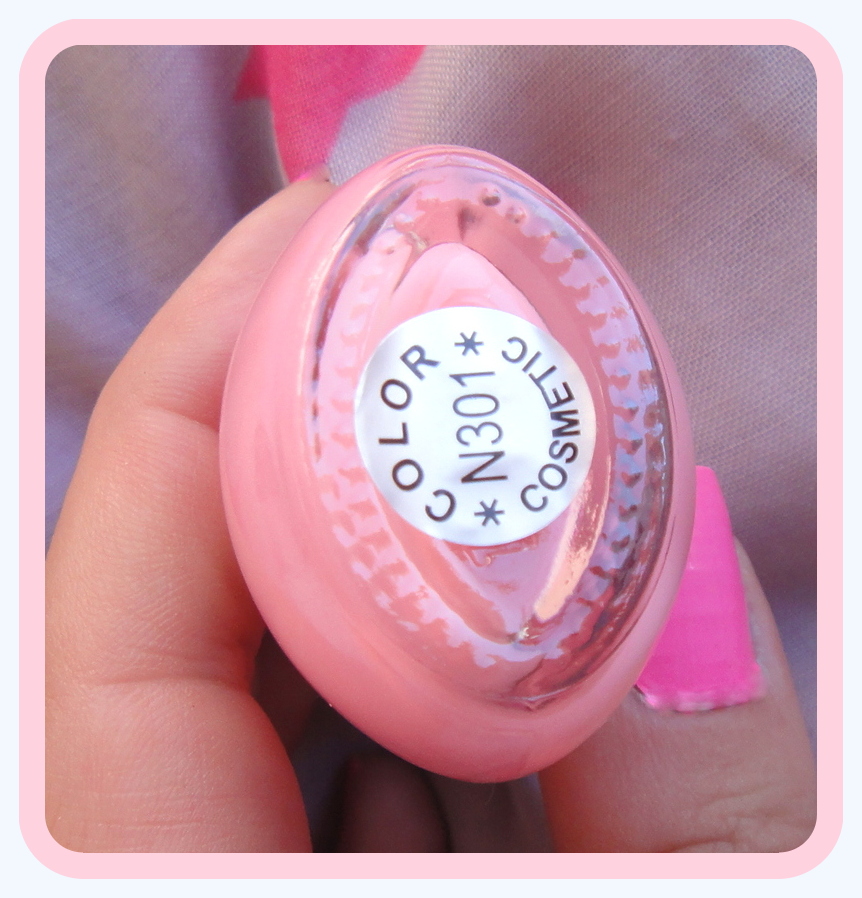 COLOR
* N301 *
COSMETIC